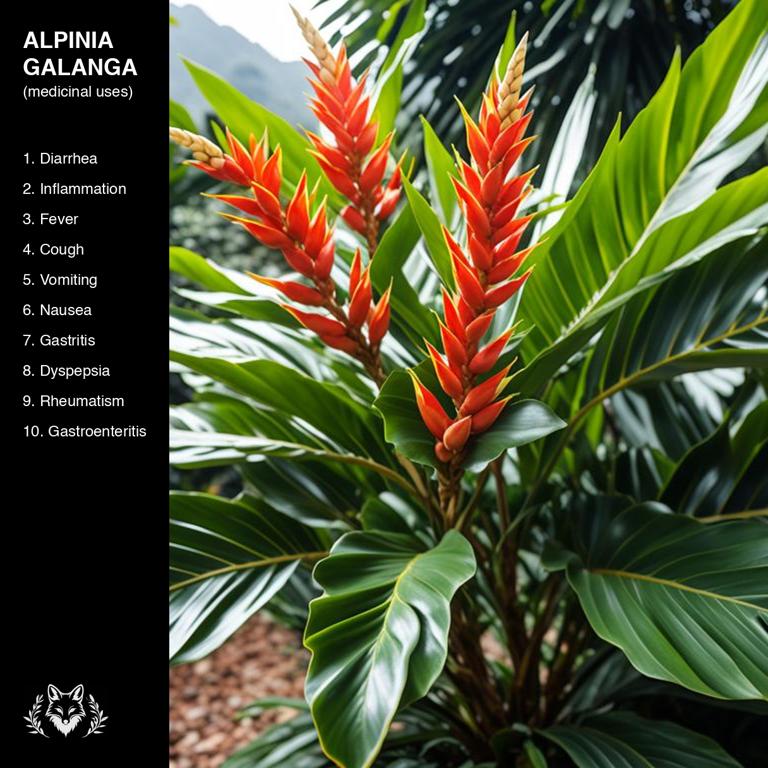 ALPINIA
GALANGA
(medicinal uses)
1. Diarrhea
2. Inflammation
3. Fever
4. Cough
5. Vomiting
6. Nausea
7. Gastritis
8. Dyspepsia
9. Rheumatism
10. Gastroenteritis